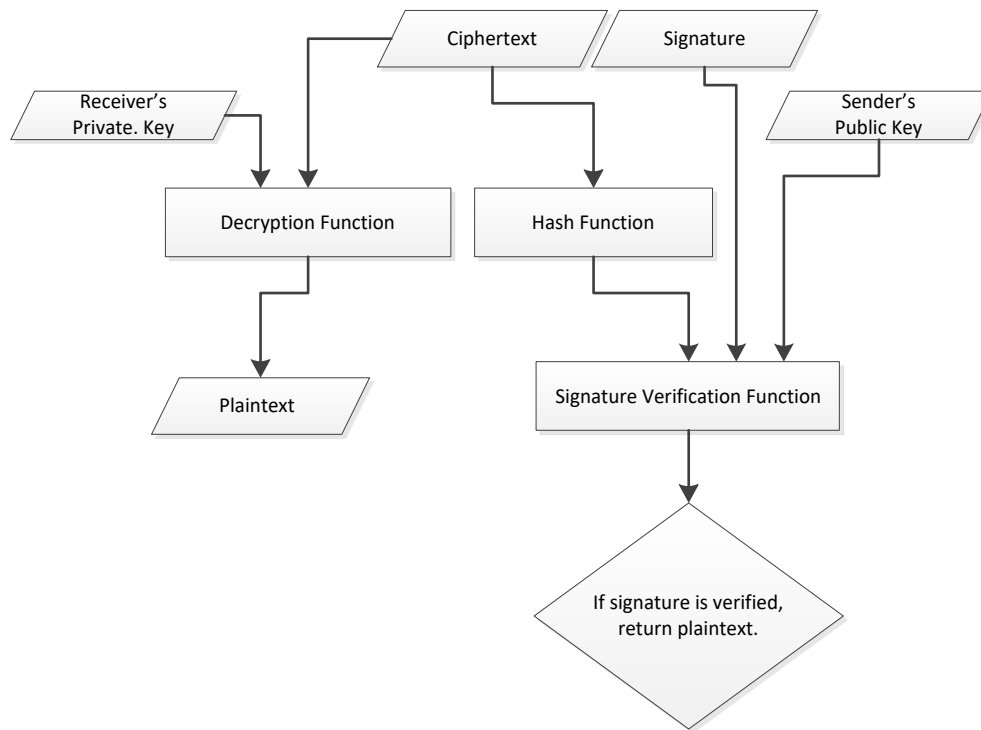 Ciphertext
Signature
Receiver’s
Private. Key
Sender’s
Public Key
Decryption Function
Hash Function
Plaintext
Signature Verification Function
If signature is verified,
return plaintext.